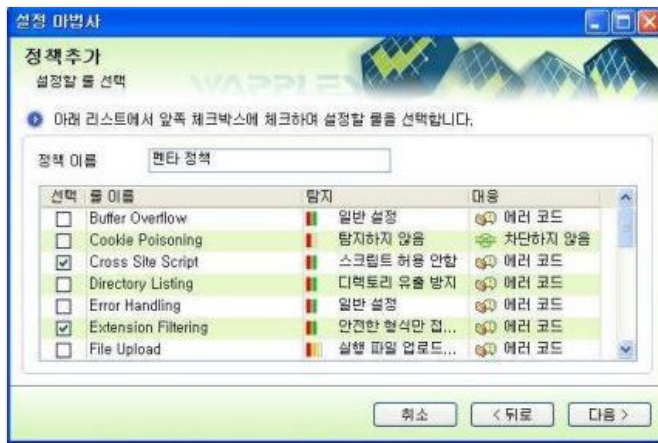 설정 마법사
정책추가
설정할 룰 선택
WAPPLES
아래 리스트에서 앞쪽 체크박스에 체크하여 설정할 룰을 선택합니다.
정책 이름 펜타 정책
선택 룰 이름 탐지 대응
Buffer Overflow 일반 설정 에러 코드
Cookie Poisoning 탐지하지 않음 차단하지 않음
Cross Site Script 스크립트 허용 안함 에러 코드
Directory Listing 디렉토리 유출 방지 에러 코드
Error Handling 일반 설정 에러 코드
Extension Filtering 안전한 형식만 접... 에러 코드
File Upload 실행 파일 업로드... 에러 코드
취소 < 뒤로 다음 >